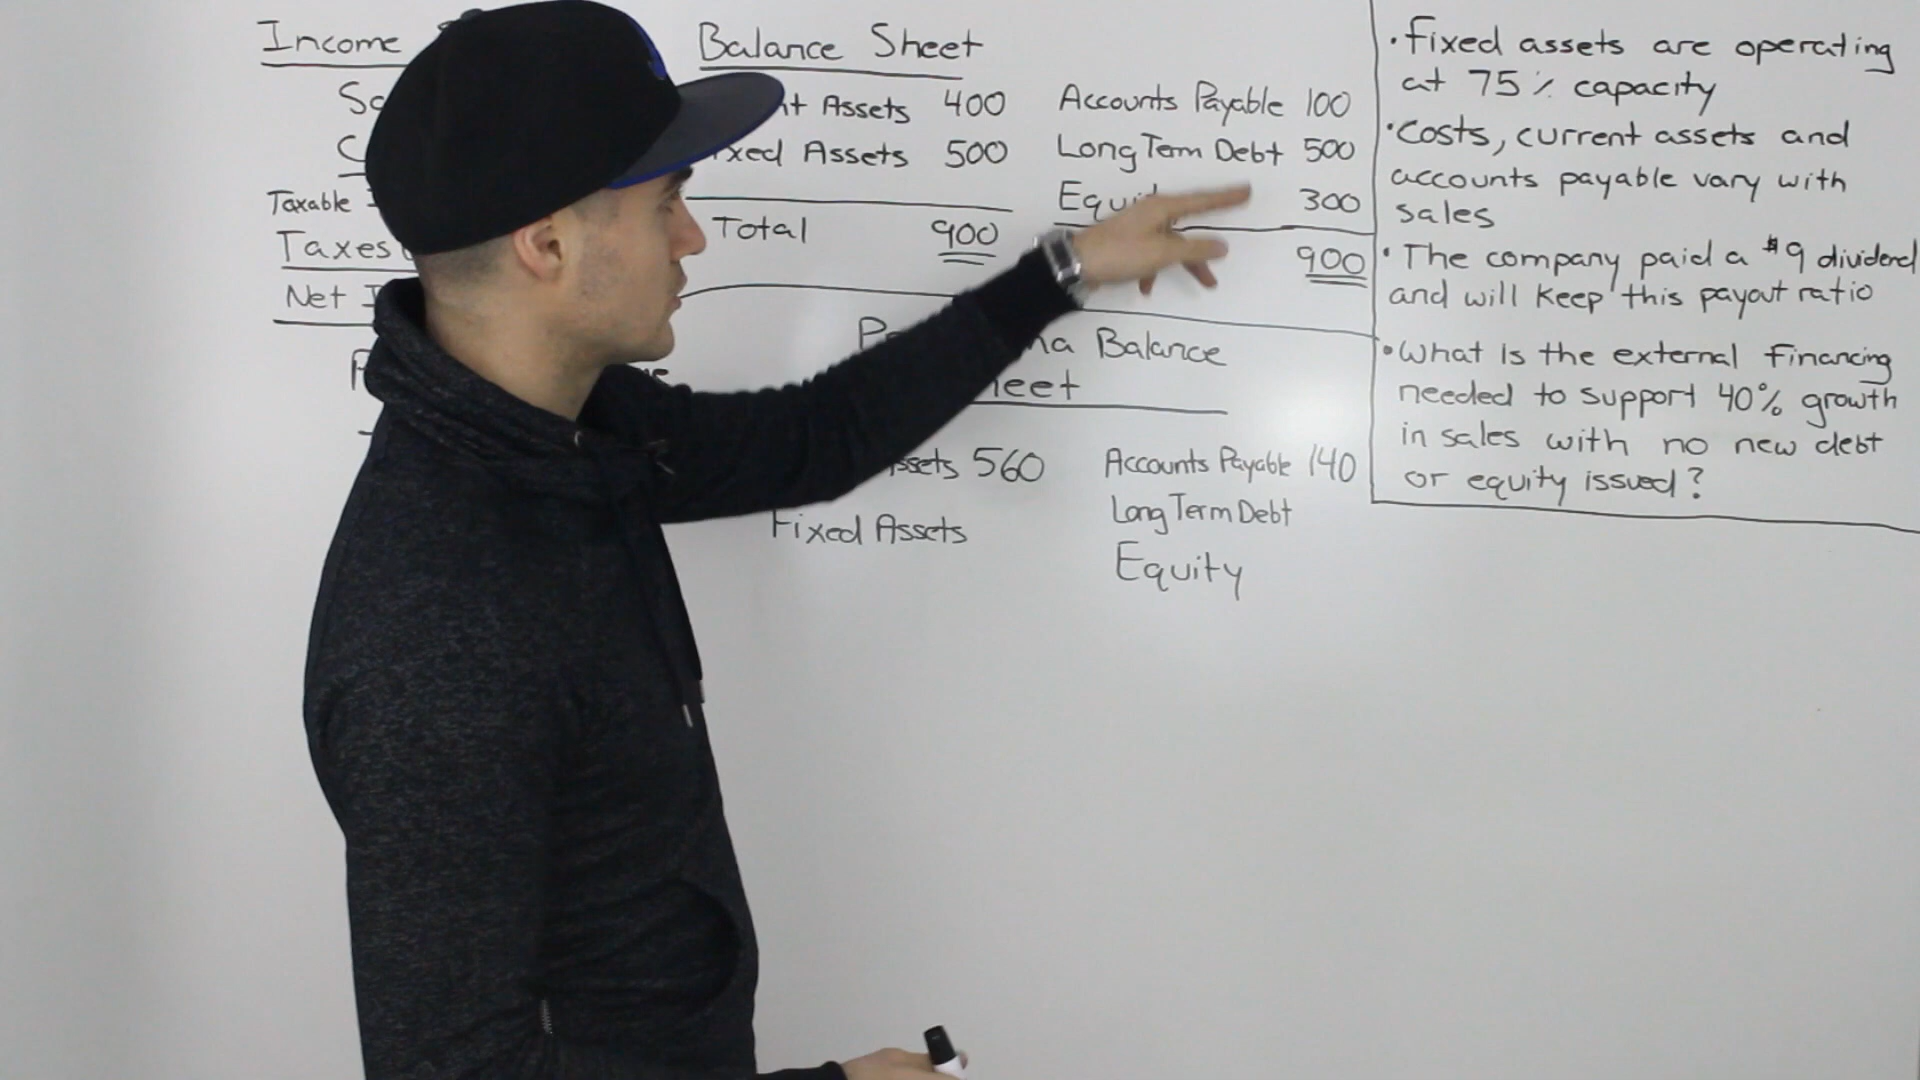 Income
Balance Sheet
Assets 400
Assets 500
Total 900
Accounts Payable 100
Long Term Debt 500
300
900
Taxable
Taxes
Net
• Fixed assets are operating
at 75% capacity
• Costs, current assets and
accounts payable vary with
sales
• The company paid a $9 dividend
and will keep this payout ratio
• What is the external financing
needed to support 40% growth
in sales with no new debt
or equity issued?
Balance
560
Fixed Assets
Accounts Payable 140
Long Term Debt
Equity